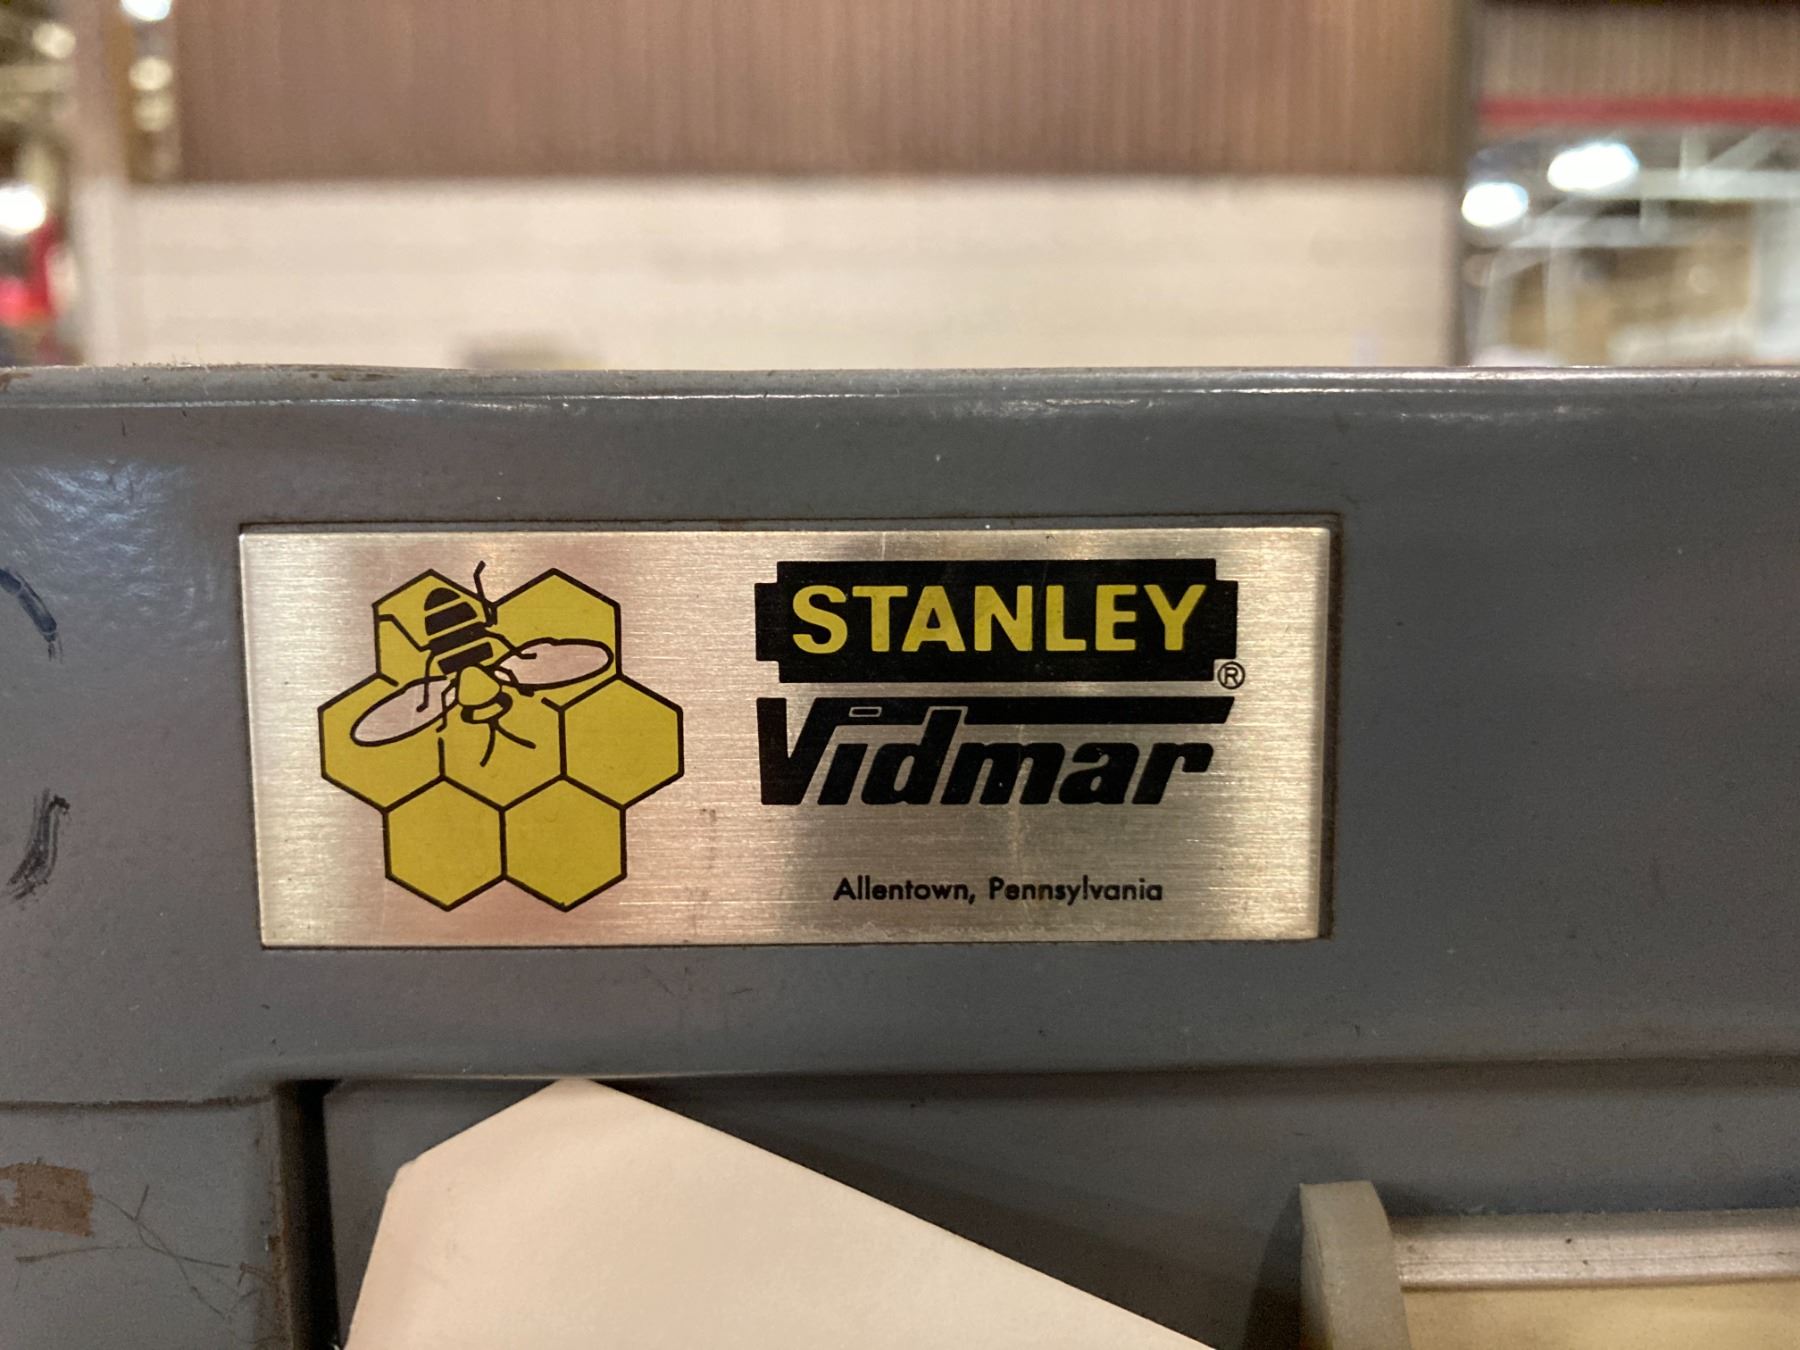 STANLEY
®
Vidmar
Allentown, Pennsylvania